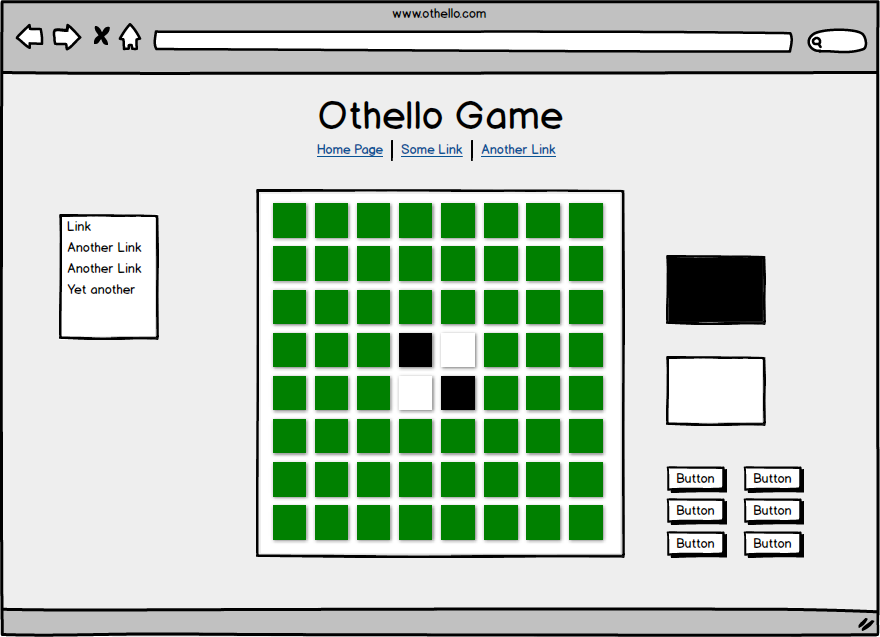 www.othello.com
Othello Game
Home Page | Some Link | Another Link
Link
Another Link
Another Link
Yet another
Button Button
Button Button
Button Button